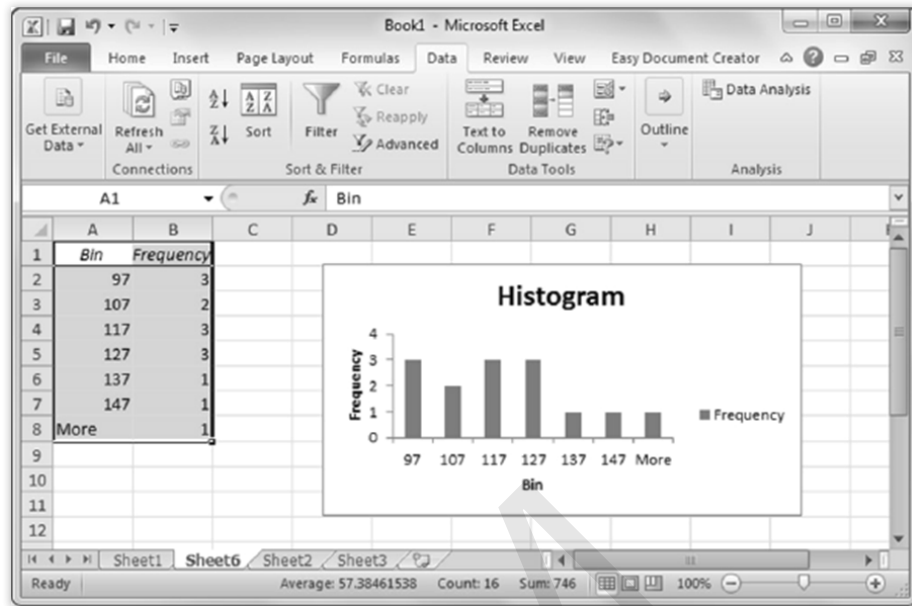 Book1 - Microsoft Excel
File Home Insert Page Layout Formulas Data Review View Easy Document Creator
Get External Data
Refresh All
Connections
Sort
Filter
Clear
Reapply
Advanced
Sort & Filter
Text to Columns
Remove Duplicates
Data Tools
Outline
Data Analysis
Analysis
A1 fx Bin
A B C D E F G H I J
1 Bin Frequency
2 97 3
3 107 2
4 117 3
5 127 3
6 137 1
7 147 1
8 More 1
9
10
11
12
Histogram
Frequency
4
3
2
1
0
97 107 117 127 137 147 More
Bin
Frequency
Sheet1 Sheet6 Sheet2 Sheet3
Ready Average: 57.38461538 Count: 16 Sum: 746 100%